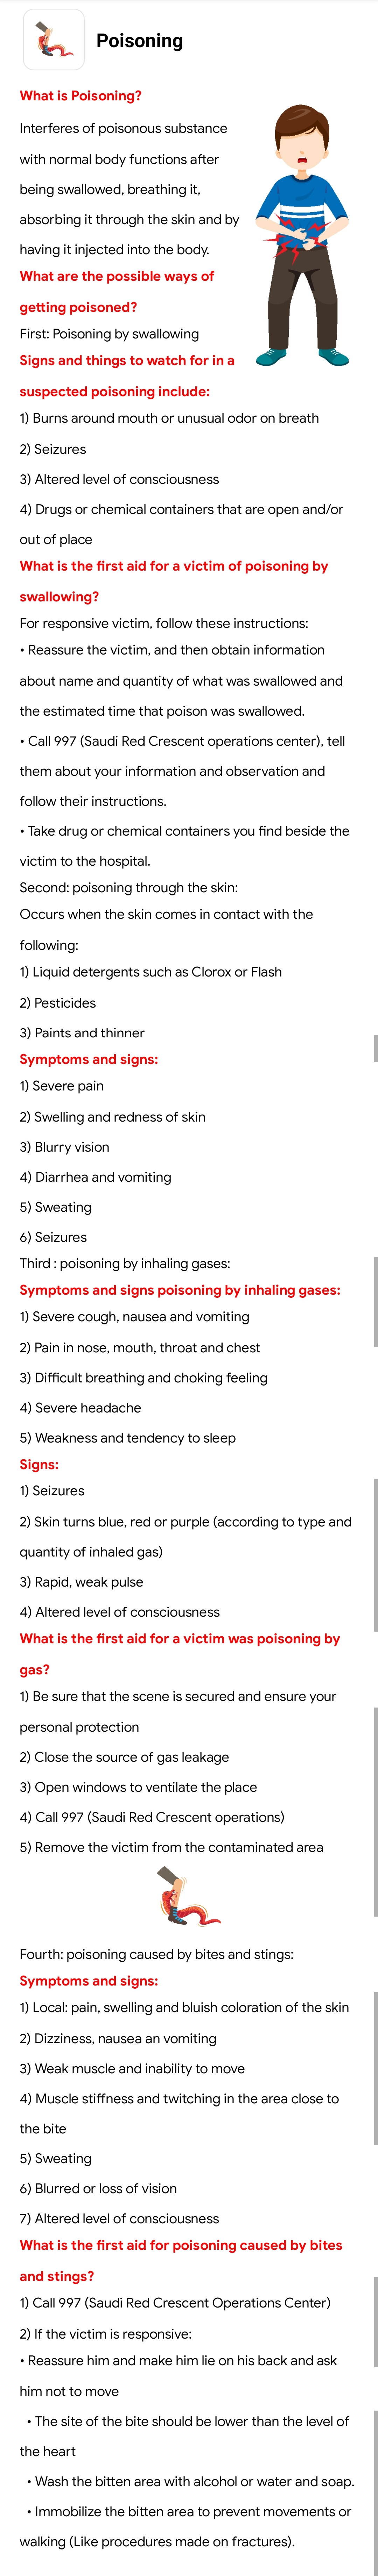 Poisoning
What is Poisoning?
Interferes of poisonous substance
with normal body functions after
being swallowed, breathing it,
absorbing it through the skin and by
having it injected into the body.
What are the possible ways of
getting poisoned?
First: Poisoning by swallowing
Signs and things to watch for in a
suspected poisoning include:
1) Burns around mouth or unusual odor on breath
2) Seizures
3) Altered level of consciousness
4) Drugs or chemical containers that are open and/or
out of place
What is the first aid for a victim of poisoning by
swallowing?
For responsive victim, follow these instructions:
• Reassure the victim, and then obtain information
about name and quantity of what was swallowed and
the estimated time that poison was swallowed.
• Call 997 (Saudi Red Crescent operations center), tell
them about your information and observation and
follow their instructions.
• Take drug or chemical containers you find beside the
victim to the hospital.
Second: poisoning through the skin:
Occurs when the skin comes in contact with the
following:
1) Liquid detergents such as Clorox or Flash
2) Pesticides
3) Paints and thinner
Symptoms and signs:
1) Severe pain
2) Swelling and redness of skin
3) Blurry vision
4) Diarrhea and vomiting
5) Sweating
6) Seizures
Third : poisoning by inhaling gases:
Symptoms and signs poisoning by inhaling gases:
1) Severe cough, nausea and vomiting
2) Pain in nose, mouth, throat and chest
3) Difficult breathing and choking feeling
4) Severe headache
5) Weakness and tendency to sleep
Signs:
1) Seizures
2) Skin turns blue, red or purple (according to type and
quantity of inhaled gas)
3) Rapid, weak pulse
4) Altered level of consciousness
What is the first aid for a victim was poisoning by
gas?
1) Be sure that the scene is secured and ensure your
personal protection
2) Close the source of gas leakage
3) Open windows to ventilate the place
4) Call 997 (Saudi Red Crescent operations)
5) Remove the victim from the contaminated area
Fourth: poisoning caused by bites and stings:
Symptoms and signs:
1) Local: pain, swelling and bluish coloration of the skin
2) Dizziness, nausea an vomiting
3) Weak muscle and inability to move
4) Muscle stiffness and twitching in the area close to
the bite
5) Sweating
6) Blurred or loss of vision
7) Altered level of consciousness
What is the first aid for poisoning caused by bites
and stings?
1) Call 997 (Saudi Red Crescent Operations Center)
2) If the victim is responsive:
• Reassure him and make him lie on his back and ask
him not to move
• The site of the bite should be lower than the level of
the heart
• Wash the bitten area with alcohol or water and soap.
• Immobilize the bitten area to prevent movements or
walking (Like procedures made on fractures).